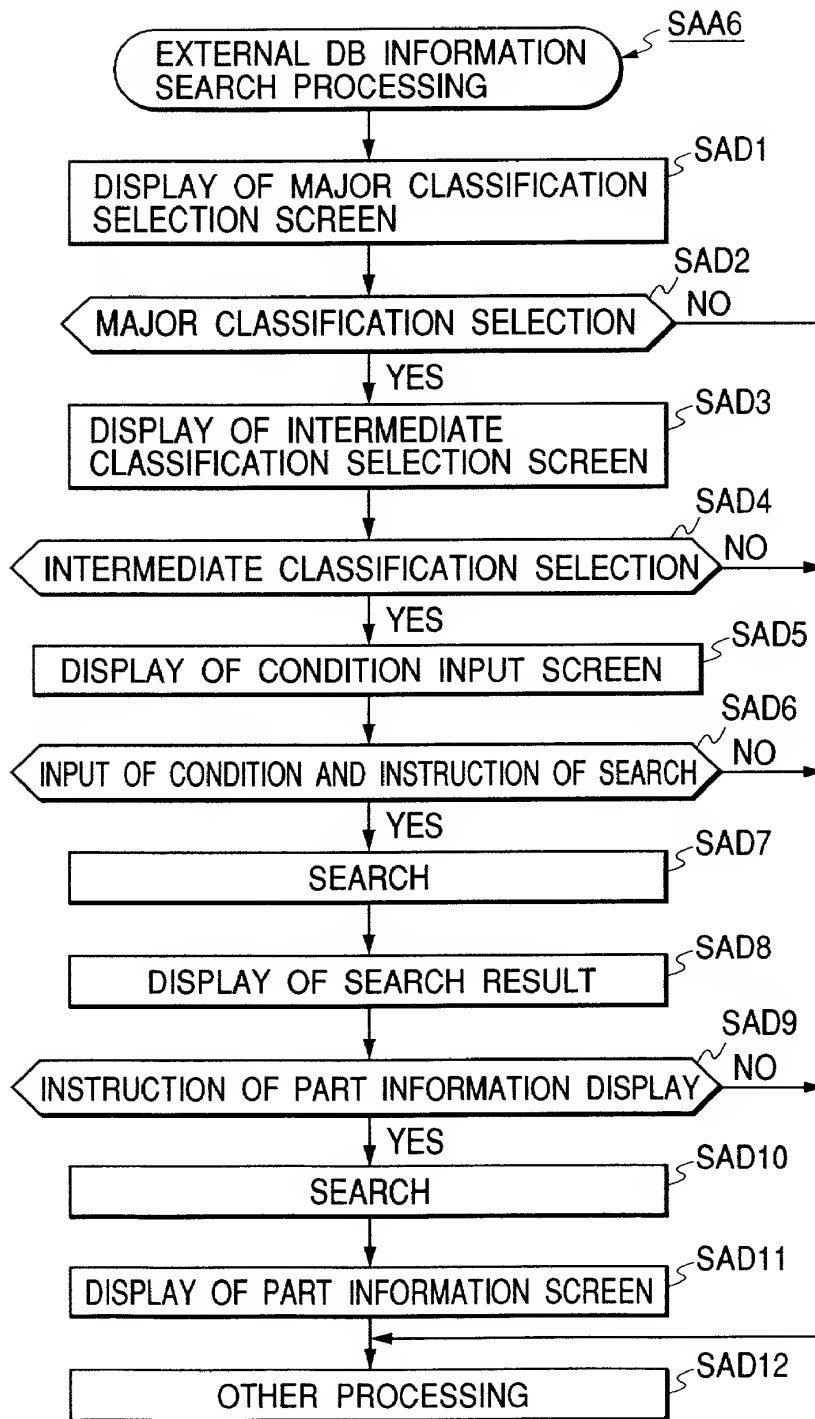 SAA6
EXTERNAL DB INFORMATION
SEARCH PROCESSING
SAD1
DISPLAY OF MAJOR CLASSIFICATION
SELECTION SCREEN
SAD2
MAJOR CLASSIFICATION SELECTION
NO
YES
SAD3
DISPLAY OF INTERMEDIATE
CLASSIFICATION SELECTION SCREEN
SAD4
INTERMEDIATE CLASSIFICATION SELECTION
NO
YES
SAD5
DISPLAY OF CONDITION INPUT SCREEN
SAD6
INPUT OF CONDITION AND INSTRUCTION OF SEARCH
NO
YES
SAD7
SEARCH
SAD8
DISPLAY OF SEARCH RESULT
SAD9
INSTRUCTION OF PART INFORMATION DISPLAY
NO
YES
SAD10
SEARCH
SAD11
DISPLAY OF PART INFORMATION SCREEN
SAD12
OTHER PROCESSING